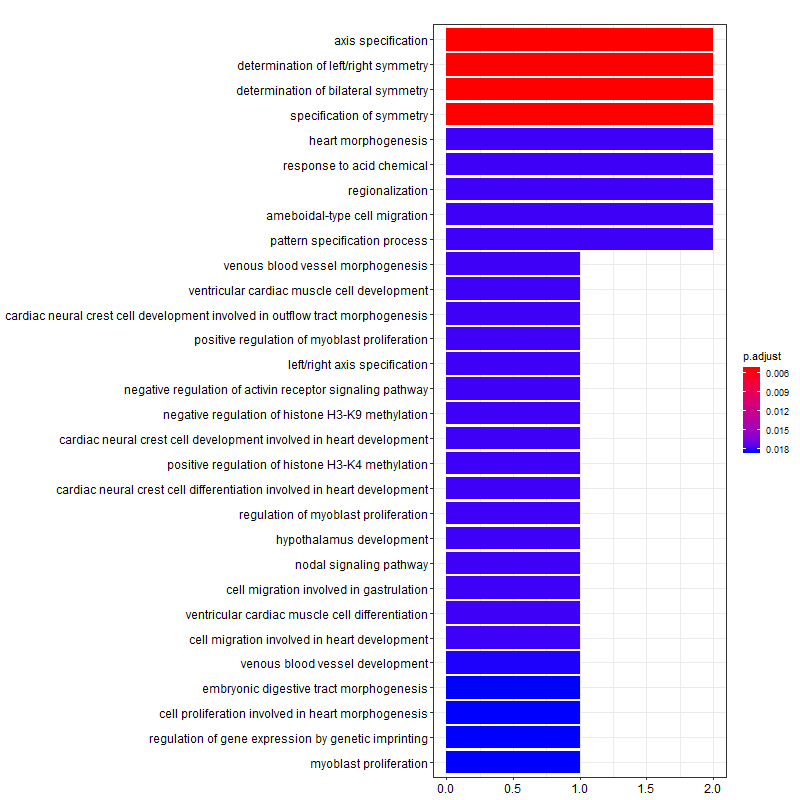 axis specification
determination of left/right symmetry
determination of bilateral symmetry
specification of symmetry
heart morphogenesis
response to acid chemical
regionalization
ameboidal-type cell migration
pattern specification process
venous blood vessel morphogenesis
ventricular cardiac muscle cell development
cardiac neural crest cell development involved in outflow tract morphogenesis
positive regulation of myoblast proliferation
left/right axis specification
negative regulation of activin receptor signaling pathway
negative regulation of histone H3-K9 methylation
cardiac neural crest cell development involved in heart development
positive regulation of histone H3-K4 methylation
cardiac neural crest cell differentiation involved in heart development
regulation of myoblast proliferation
hypothalamus development
nodal signaling pathway
cell migration involved in gastrulation
ventricular cardiac muscle cell differentiation
cell migration involved in heart development
venous blood vessel development
embryonic digestive tract morphogenesis
cell proliferation involved in heart morphogenesis
regulation of gene expression by genetic imprinting
myoblast proliferation
0.0 0.5 1.0 1.5 2.0
p.adjust
0.006
0.009
0.012
0.015
0.018